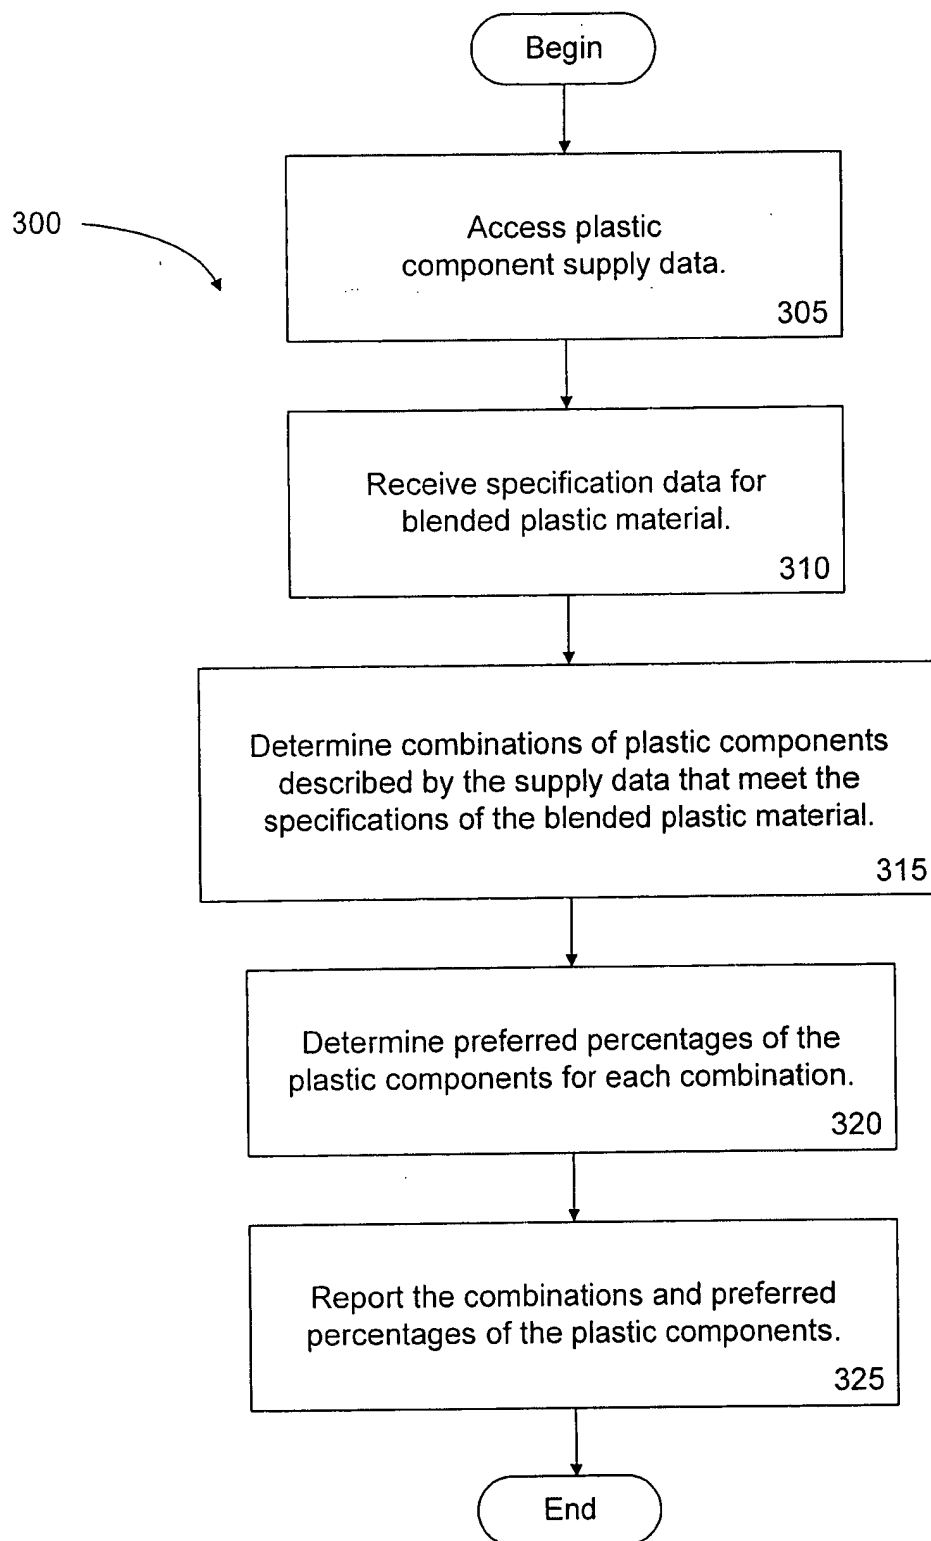 Begin
300
Access plastic
component supply data.
305
Receive specification data for
blended plastic material.
310
Determine combinations of plastic components
described by the supply data that meet the
specifications of the blended plastic material.
315
Determine preferred percentages of the
plastic components for each combination.
320
Report the combinations and preferred
percentages of the plastic components.
325
End